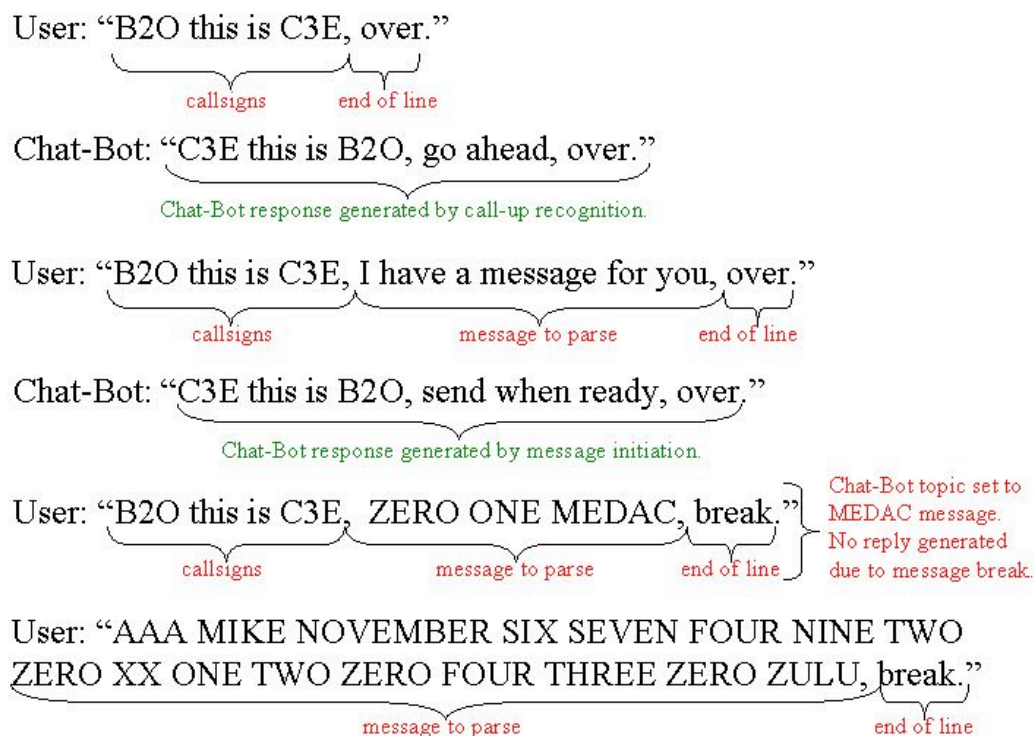 User: “B2O this is C3E, over.”
callsigns end of line
Chat-Bot: “C3E this is B2O, go ahead, over.”
Chat-Bot response generated by call-up recognition.
User: “B2O this is C3E, I have a message for you, over.”
callsigns message to parse end of line
Chat-Bot: “C3E this is B2O, send when ready, over.”
Chat-Bot response generated by message initiation.
User: “B2O this is C3E, ZERO ONE MEDAC, break.”
callsigns message to parse end of line
Chat-Bot topic set to
MEDAC message.
No reply generated
due to message break.
User: “AAA MIKE NOVEMBER SIX SEVEN FOUR NINE TWO
ZERO XX ONE TWO ZERO FOUR THREE ZERO ZULU, break.”
message to parse end of line